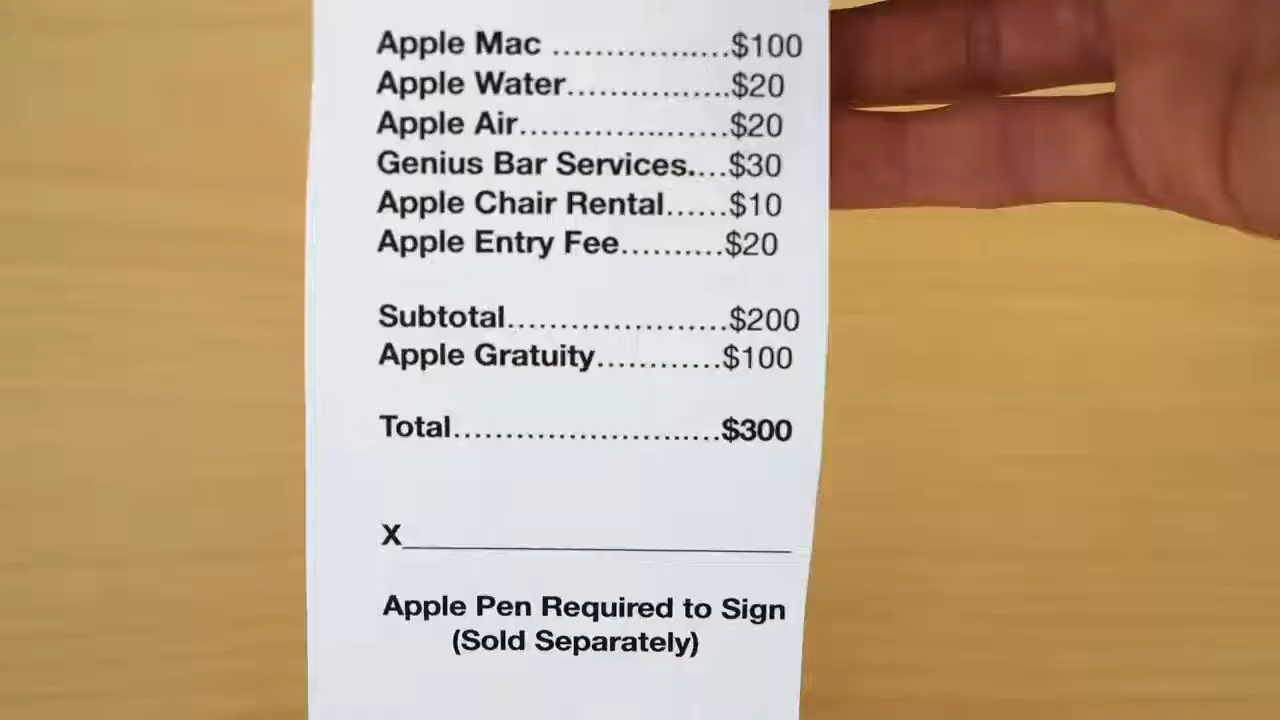 Apple Mac ..................$100
Apple Water................$20
Apple Air.....................$20
Genius Bar Services....$30
Apple Chair Rental......$10
Apple Entry Fee..........$20
Subtotal.....................$200
Apple Gratuity............$100
Total..........................$300
X______________________
Apple Pen Required to Sign
(Sold Separately)